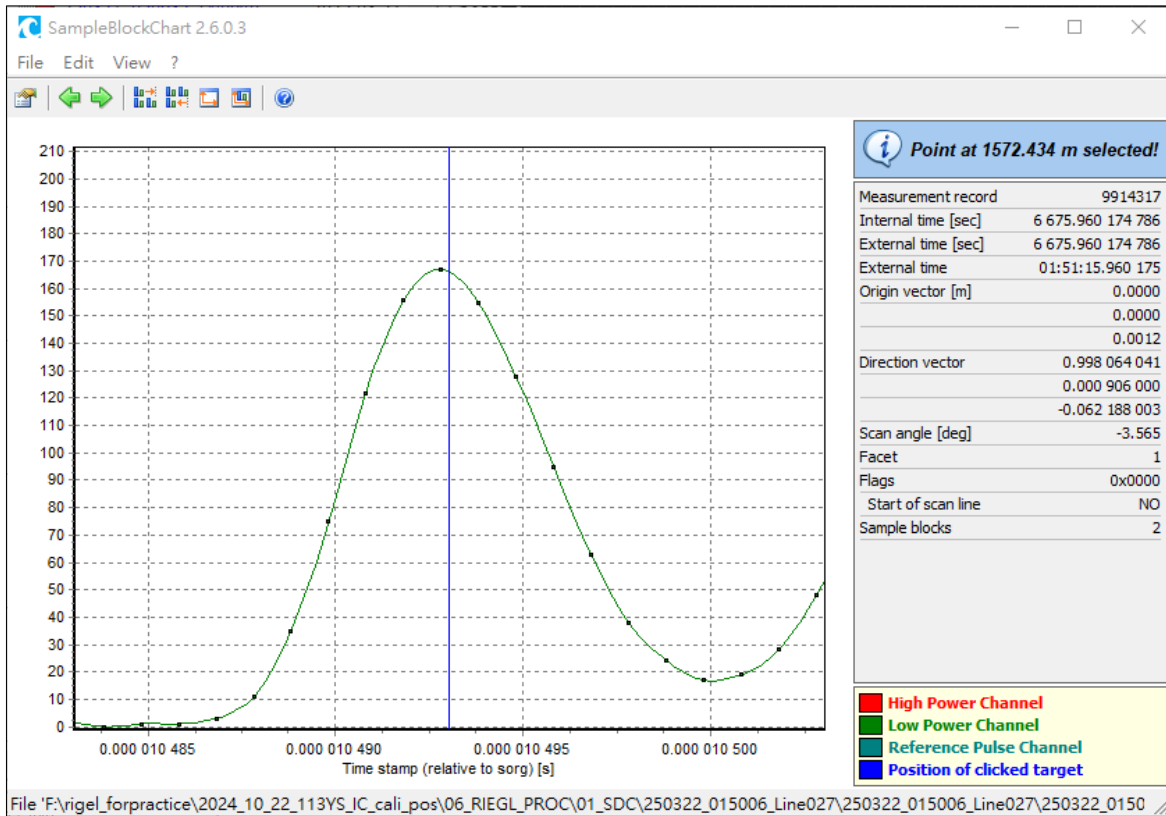 SampleBlockChart 2.6.0.3
File Edit View ?
210
200
190
180
170
160
150
140
130
120
110
100
90
80
70
60
50
40
30
20
10
0
0.000 010 485 0.000 010 490 0.000 010 495 0.000 010 500
Time stamp (relative to sorg) [s]
Point at 1572.434 m selected!
Measurement record 9914317
Internal time [sec] 6 675.960 174 786
External time [sec] 6 675.960 174 786
External time 01:51:15.960 175
Origin vector [m] 0.0000
0.0000
0.0012
Direction vector 0.998 064 041
0.000 906 000
-0.062 188 003
Scan angle [deg] -3.565
Facet 1
Flags 0x0000
Start of scan line NO
Sample blocks 2
High Power Channel
Low Power Channel
Reference Pulse Channel
Position of clicked target
File 'F:\rigel_forpractice\2024_10_22_113YS_IC_cali_pos\06_RIEGL_PROC\01_SDC\250322_015006_Line027\250322_015006_Line027\250322_0150